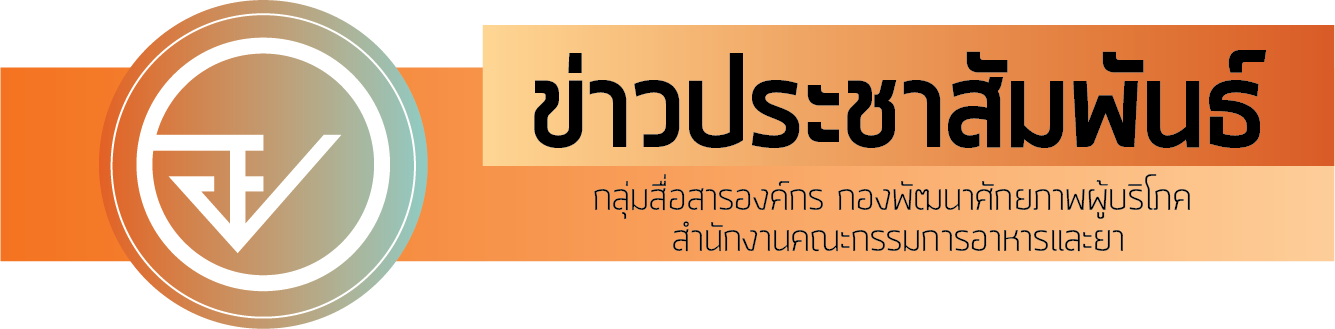 ข่าวประชาสัมพันธ์
กลุ่มสื่อสารองค์กร กองพัฒนาศักยภาพผู้บริโภค
สำนักงานคณะกรรมการอาหารและยา